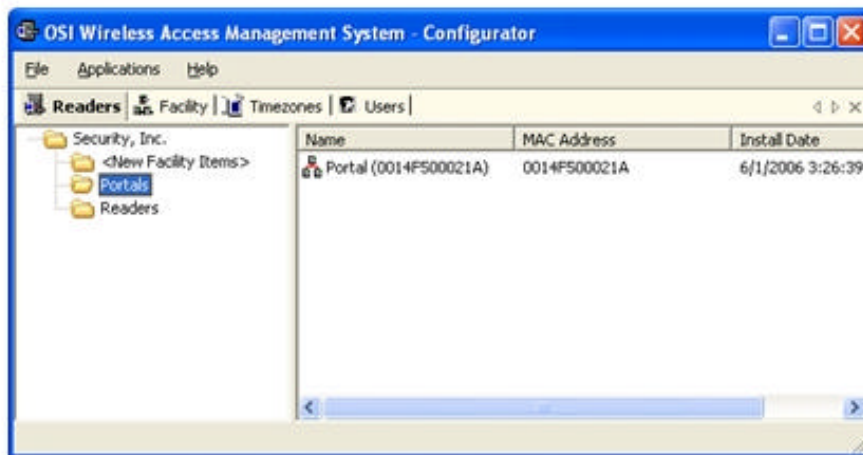 OSI Wireless Access Management System - Configurator
File Applications Help
Readers Facility Timezones Users
Security, Inc.
<New Facility Items>
Portals
Readers
Name MAC Address Install Date
Portal (0014F500021A) 0014F500021A 6/1/2006 3:26:39